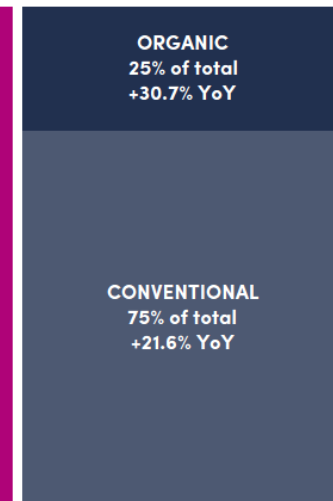 ORGANIC
25% of total
+30.7% YoY
CONVENTIONAL
75% of total
+21.6% YoY